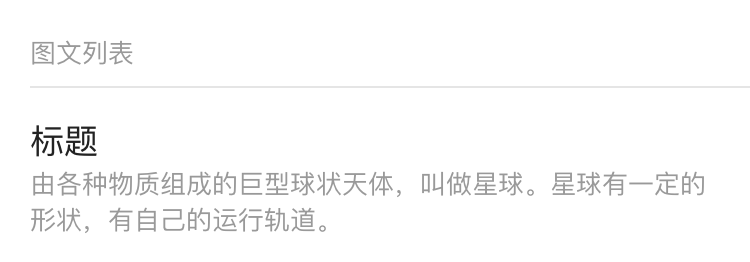 图文列表
标题
由各种物质组成的巨型球状天体，叫做星球。星球有一定的
形状，有自己的运行轨道。